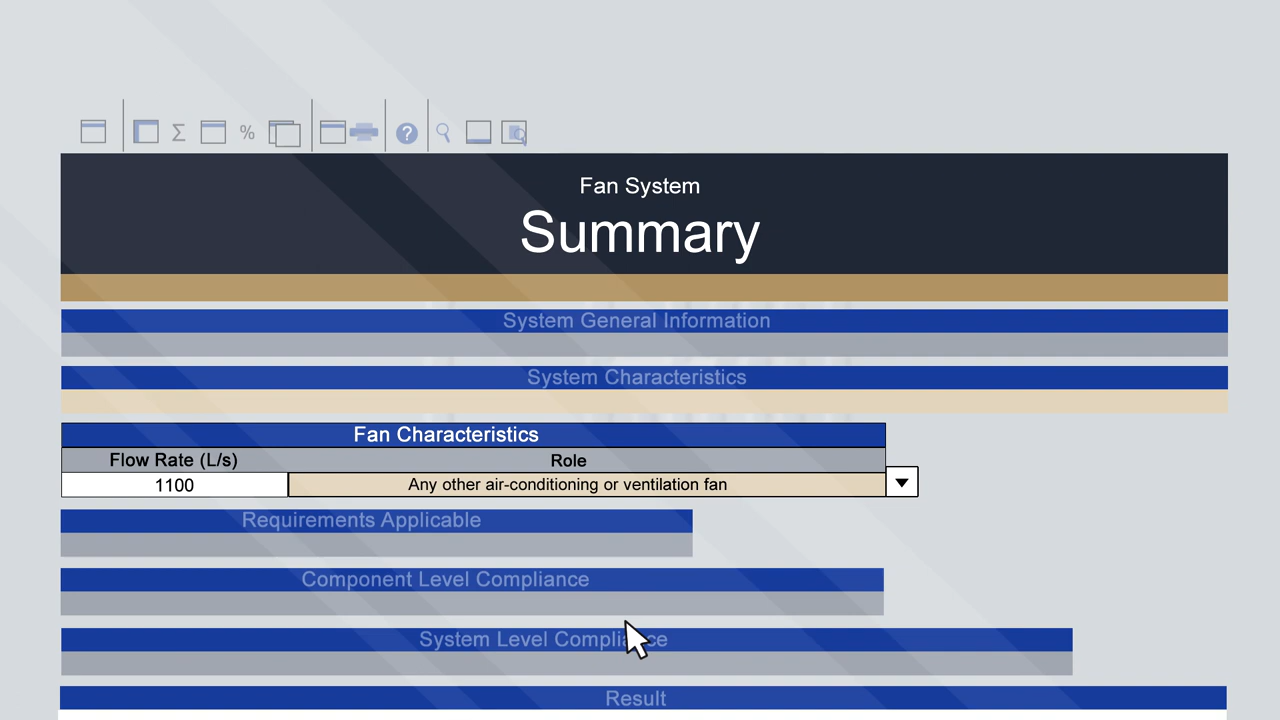 Σ % ?
Fan System
Summary
System General Information
System Characteristics
Fan Characteristics
Flow Rate (L/s) Role
1100 Any other air-conditioning or ventilation fan
Requirements Applicable
Component Level Compliance
System Level Compliance
Result